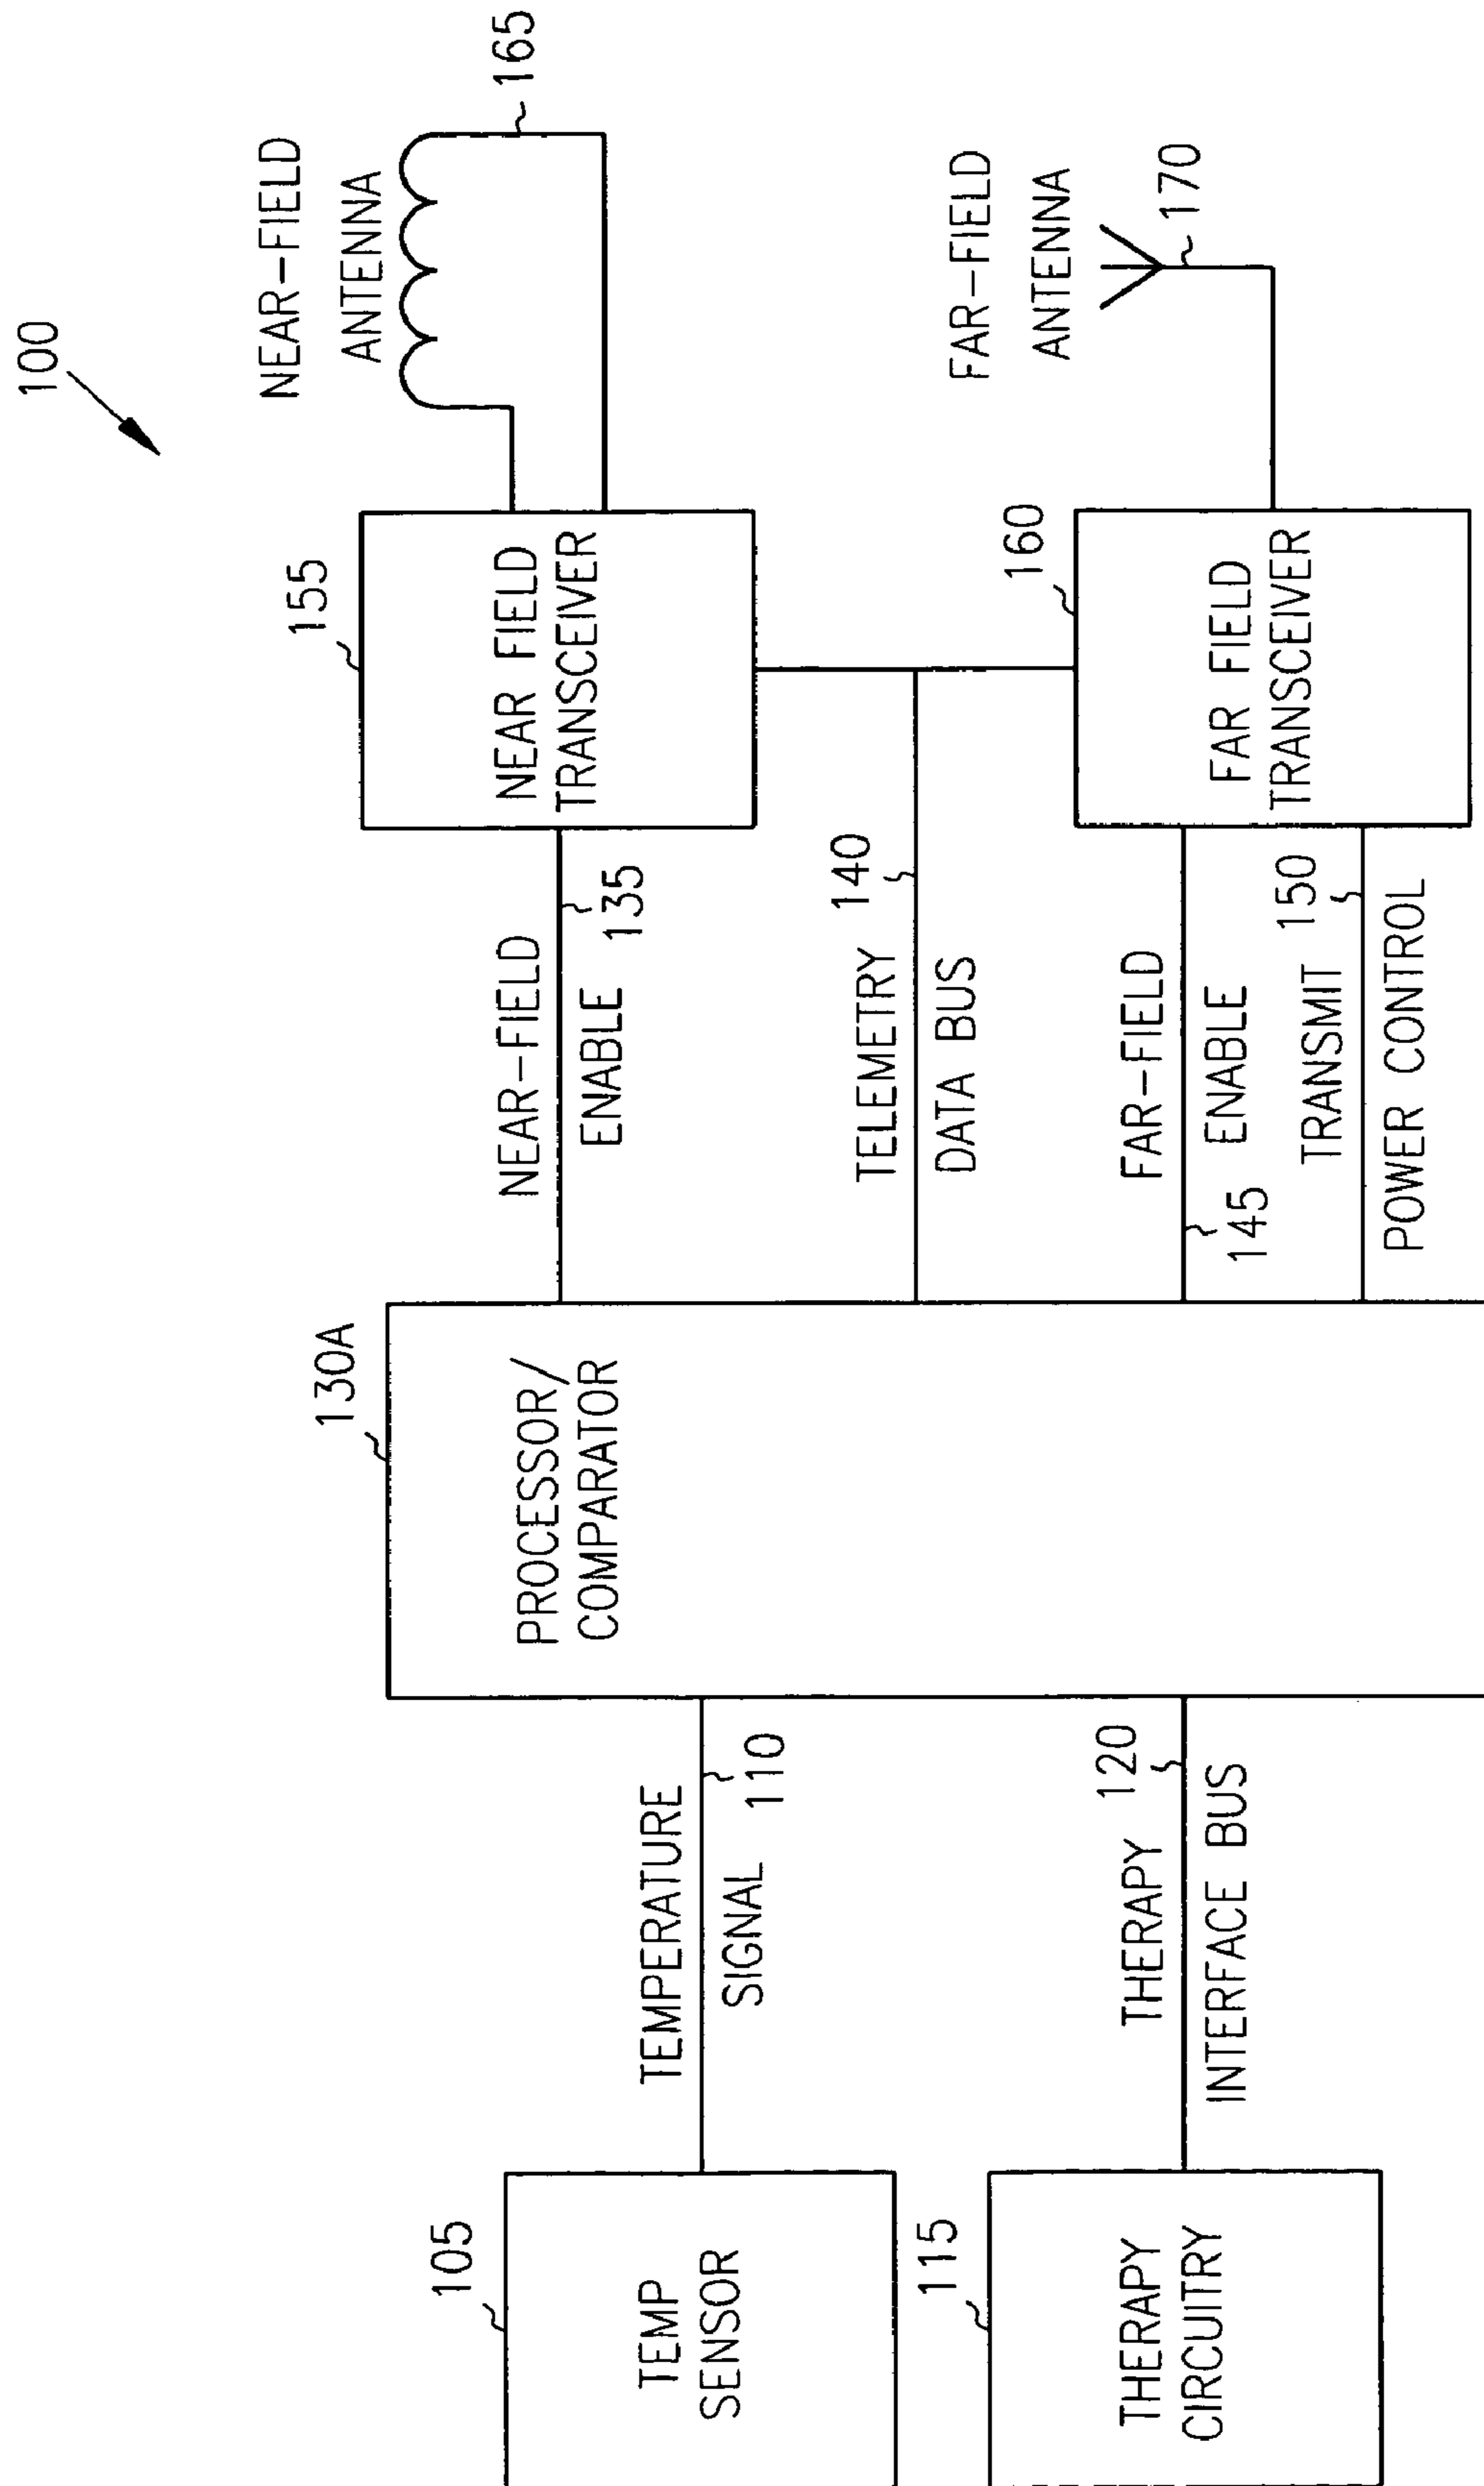 100
105
TEMP
SENSOR
TEMPERATURE
SIGNAL 110
115
THERAPY
CIRCUITRY
THERAPY 120
INTERFACE BUS
130A
PROCESSOR/
COMPARATOR
NEAR-FIELD
ENABLE 135
TELEMETRY 140
DATA BUS
FAR-FIELD
145 ENABLE
TRANSMIT 150
POWER CONTROL
155
NEAR FIELD
TRANSCEIVER
160
FAR FIELD
TRANSCEIVER
NEAR-FIELD
ANTENNA
165
FAR-FIELD
ANTENNA
170